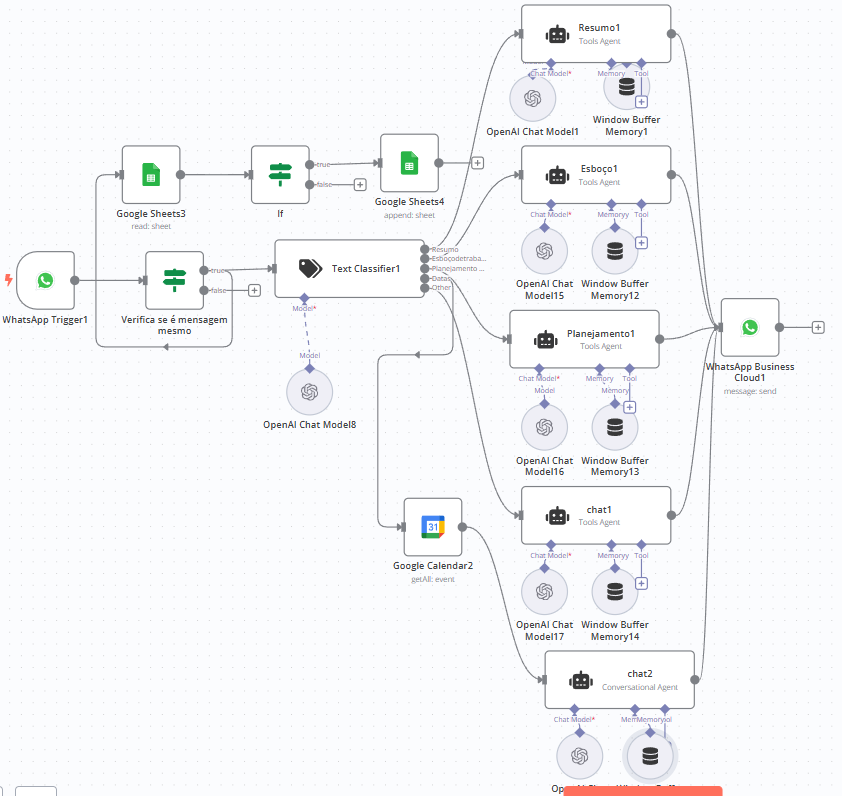 Resumo1
Tools Agent
Chat Model*
Memory
Tool
OpenAI Chat Model1
Window Buffer
Memory1
Google Sheets3
read: sheet
true
false
If
Google Sheets4
append: sheet
Esboço1
Tools Agent
Chat Model*
Memoryy
Tool
OpenAI Chat
Model15
Window Buffer
Memory12
WhatsApp Trigger1
true
false
Verifica se é mensagem
mesmo
Text Classifier1
Resumo
Esboçodetraba...
Planejamento ...
Datas
Other
Model*
Model
OpenAI Chat Model8
Planejamento1
Tools Agent
Chat Model*
Memory
Tool
Model
Memory
OpenAI Chat
Model16
Window Buffer
Memory13
WhatsApp Business
Cloud1
message: send
chat1
Tools Agent
Chat Model*
Memoryy
Tool
OpenAI Chat
Model17
Window Buffer
Memory14
31
Google Calendar2
getAll: event
chat2
Conversational Agent
Chat Model*